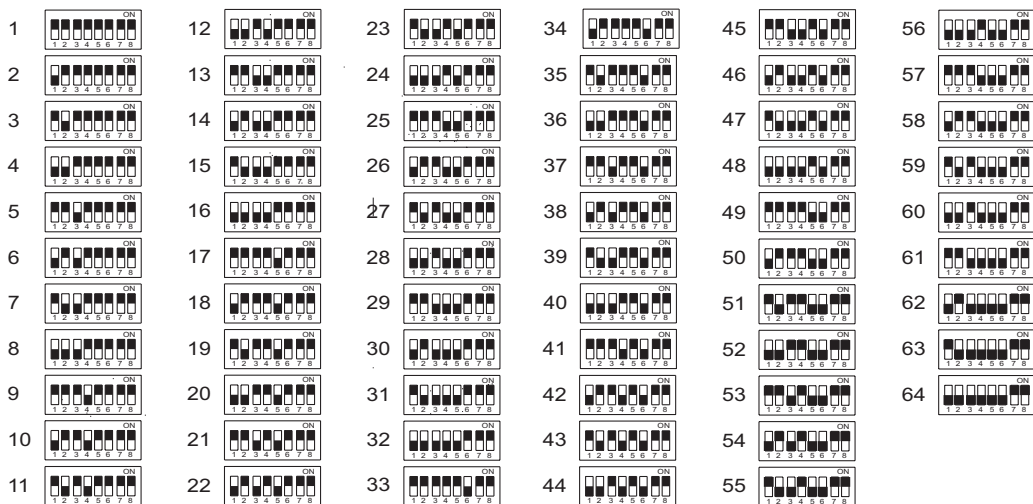 1 ON
1 2 3 4 5 6 7 8
2 ON
1 2 3 4 5 6 7 8
3 ON
1 2 3 4 5 6 7 8
4 ON
1 2 3 4 5 6 7 8
5 ON
1 2 3 4 5 6 7 8
6 ON
1 2 3 4 5 6 7 8
7 ON
1 2 3 4 5 6 7 8
8 ON
1 2 3 4 5 6 7 8
9 ON
1 2 3 4 5 6 7 8
10 ON
1 2 3 4 5 6 7 8
11 ON
1 2 3 4 5 6 7 8
12 ON
1 2 3 4 5 6 7 8
13 ON
1 2 3 4 5 6 7 8
14 ON
1 2 3 4 5 6 7 8
15 ON
1 2 3 4 5 6 7 8
16 ON
1 2 3 4 5 6 7 8
17 ON
1 2 3 4 5 6 7 8
18 ON
1 2 3 4 5 6 7 8
19 ON
1 2 3 4 5 6 7 8
20 ON
1 2 3 4 5 6 7 8
21 ON
1 2 3 4 5 6 7 8
22 ON
1 2 3 4 5 6 7 8
23 ON
1 2 3 4 5 6 7 8
24 ON
1 2 3 4 5 6 7 8
25 ON
1 2 3 4 5 6 7 8
26 ON
1 2 3 4 5 6 7 8
27 ON
1 2 3 4 5 6 7 8
28 ON
1 2 3 4 5 6 7 8
29 ON
1 2 3 4 5 6 7 8
30 ON
1 2 3 4 5 6 7 8
31 ON
1 2 3 4 5 6 7 8
32 ON
1 2 3 4 5 6 7 8
33 ON
1 2 3 4 5 6 7 8
34 ON
1 2 3 4 5 6 7 8
35 ON
1 2 3 4 5 6 7 8
36 ON
1 2 3 4 5 6 7 8
37 ON
1 2 3 4 5 6 7 8
38 ON
1 2 3 4 5 6 7 8
39 ON
1 2 3 4 5 6 7 8
40 ON
1 2 3 4 5 6 7 8
41 ON
1 2 3 4 5 6 7 8
42 ON
1 2 3 4 5 6 7 8
43 ON
1 2 3 4 5 6 7 8
44 ON
1 2 3 4 5 6 7 8
45 ON
1 2 3 4 5 6 7 8
46 ON
1 2 3 4 5 6 7 8
47 ON
1 2 3 4 5 6 7 8
48 ON
1 2 3 4 5 6 7 8
49 ON
1 2 3 4 5 6 7 8
50 ON
1 2 3 4 5 6 7 8
51 ON
1 2 3 4 5 6 7 8
52 ON
1 2 3 4 5 6 7 8
53 ON
1 2 3 4 5 6 7 8
54 ON
1 2 3 4 5 6 7 8
55 ON
1 2 3 4 5 6 7 8
56 ON
1 2 3 4 5 6 7 8
57 ON
1 2 3 4 5 6 7 8
58 ON
1 2 3 4 5 6 7 8
59 ON
1 2 3 4 5 6 7 8
60 ON
1 2 3 4 5 6 7 8
61 ON
1 2 3 4 5 6 7 8
62 ON
1 2 3 4 5 6 7 8
63 ON
1 2 3 4 5 6 7 8
64 ON
1 2 3 4 5 6 7 8